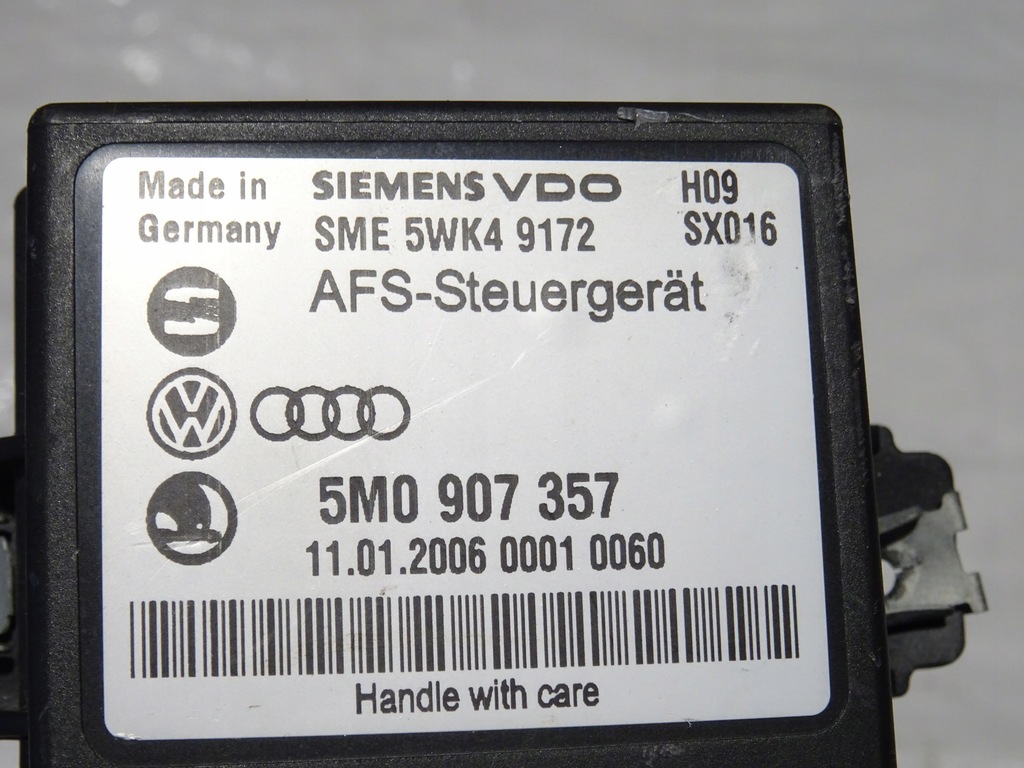 Made in SIEMENS VDO H09
Germany SME 5WK4 9172 SX016
AFS-Steuergerät
5M0 907 357
11.01.2006 0001 0060
Handle with care